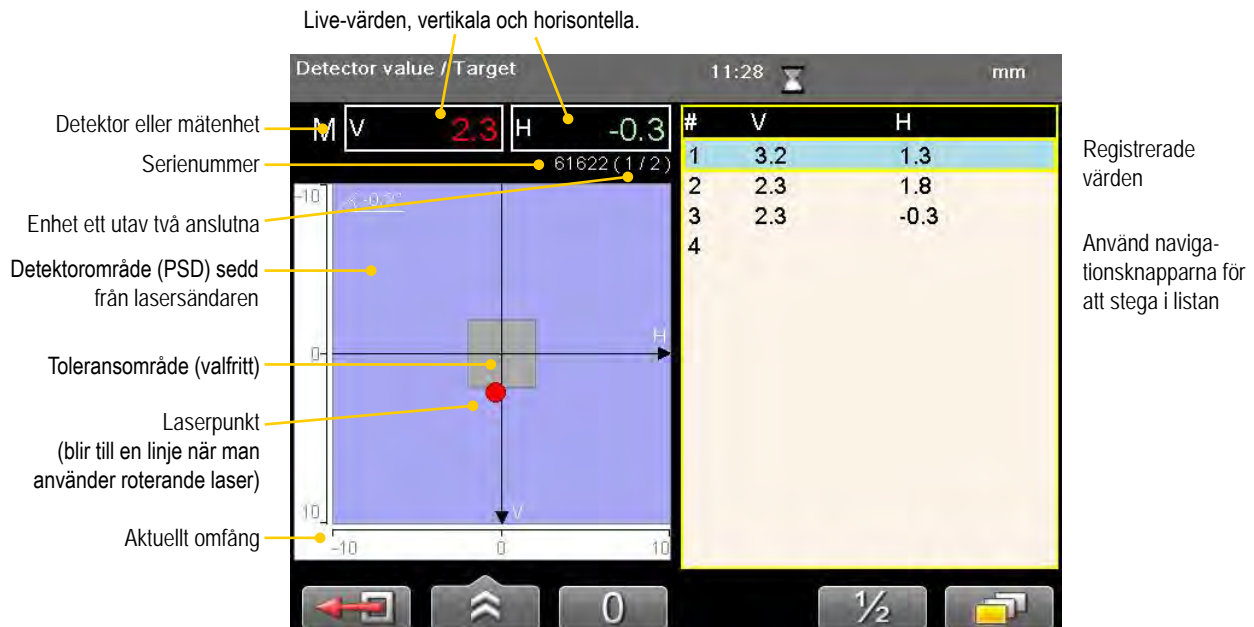 Live-värden, vertikala och horisontella.
Detector value / Target 11:28 mm
Detektor eller mätenhet
M V 2.3 H -0.3
Serienummer
61622 ( 1 / 2 )
Enhet ett utav två anslutna
Detektorområde (PSD) sedd
från lasersändaren
Toleransområde (valfritt)
Laserpunkt
(blir till en linje när man
använder roterande laser)
Aktuellt omfång
-10
0
10
H
V
-10 0 10
# V H
1 3.2 1.3
2 2.3 1.8
3 2.3 -0.3
4
Registrerade
värden
Använd naviga-
tionsknapparna för
att stega i listan
0
½